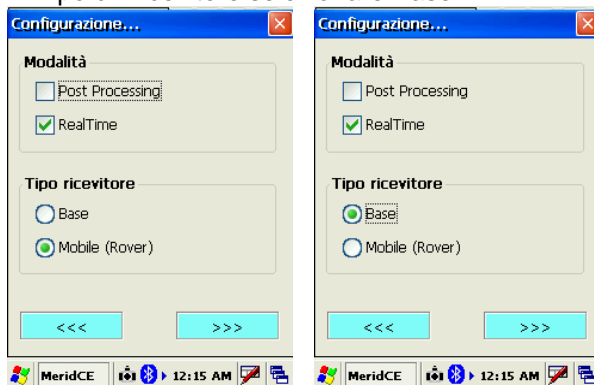 Configurazione...
Modalità
Post Processing
RealTime
Tipo ricevitore
Base
Mobile (Rover)
<<<
>>>
MeridCE
12:15 AM
Configurazione...
Modalità
Post Processing
RealTime
Tipo ricevitore
Base
Mobile (Rover)
<<<
>>>
MeridCE
12:15 AM